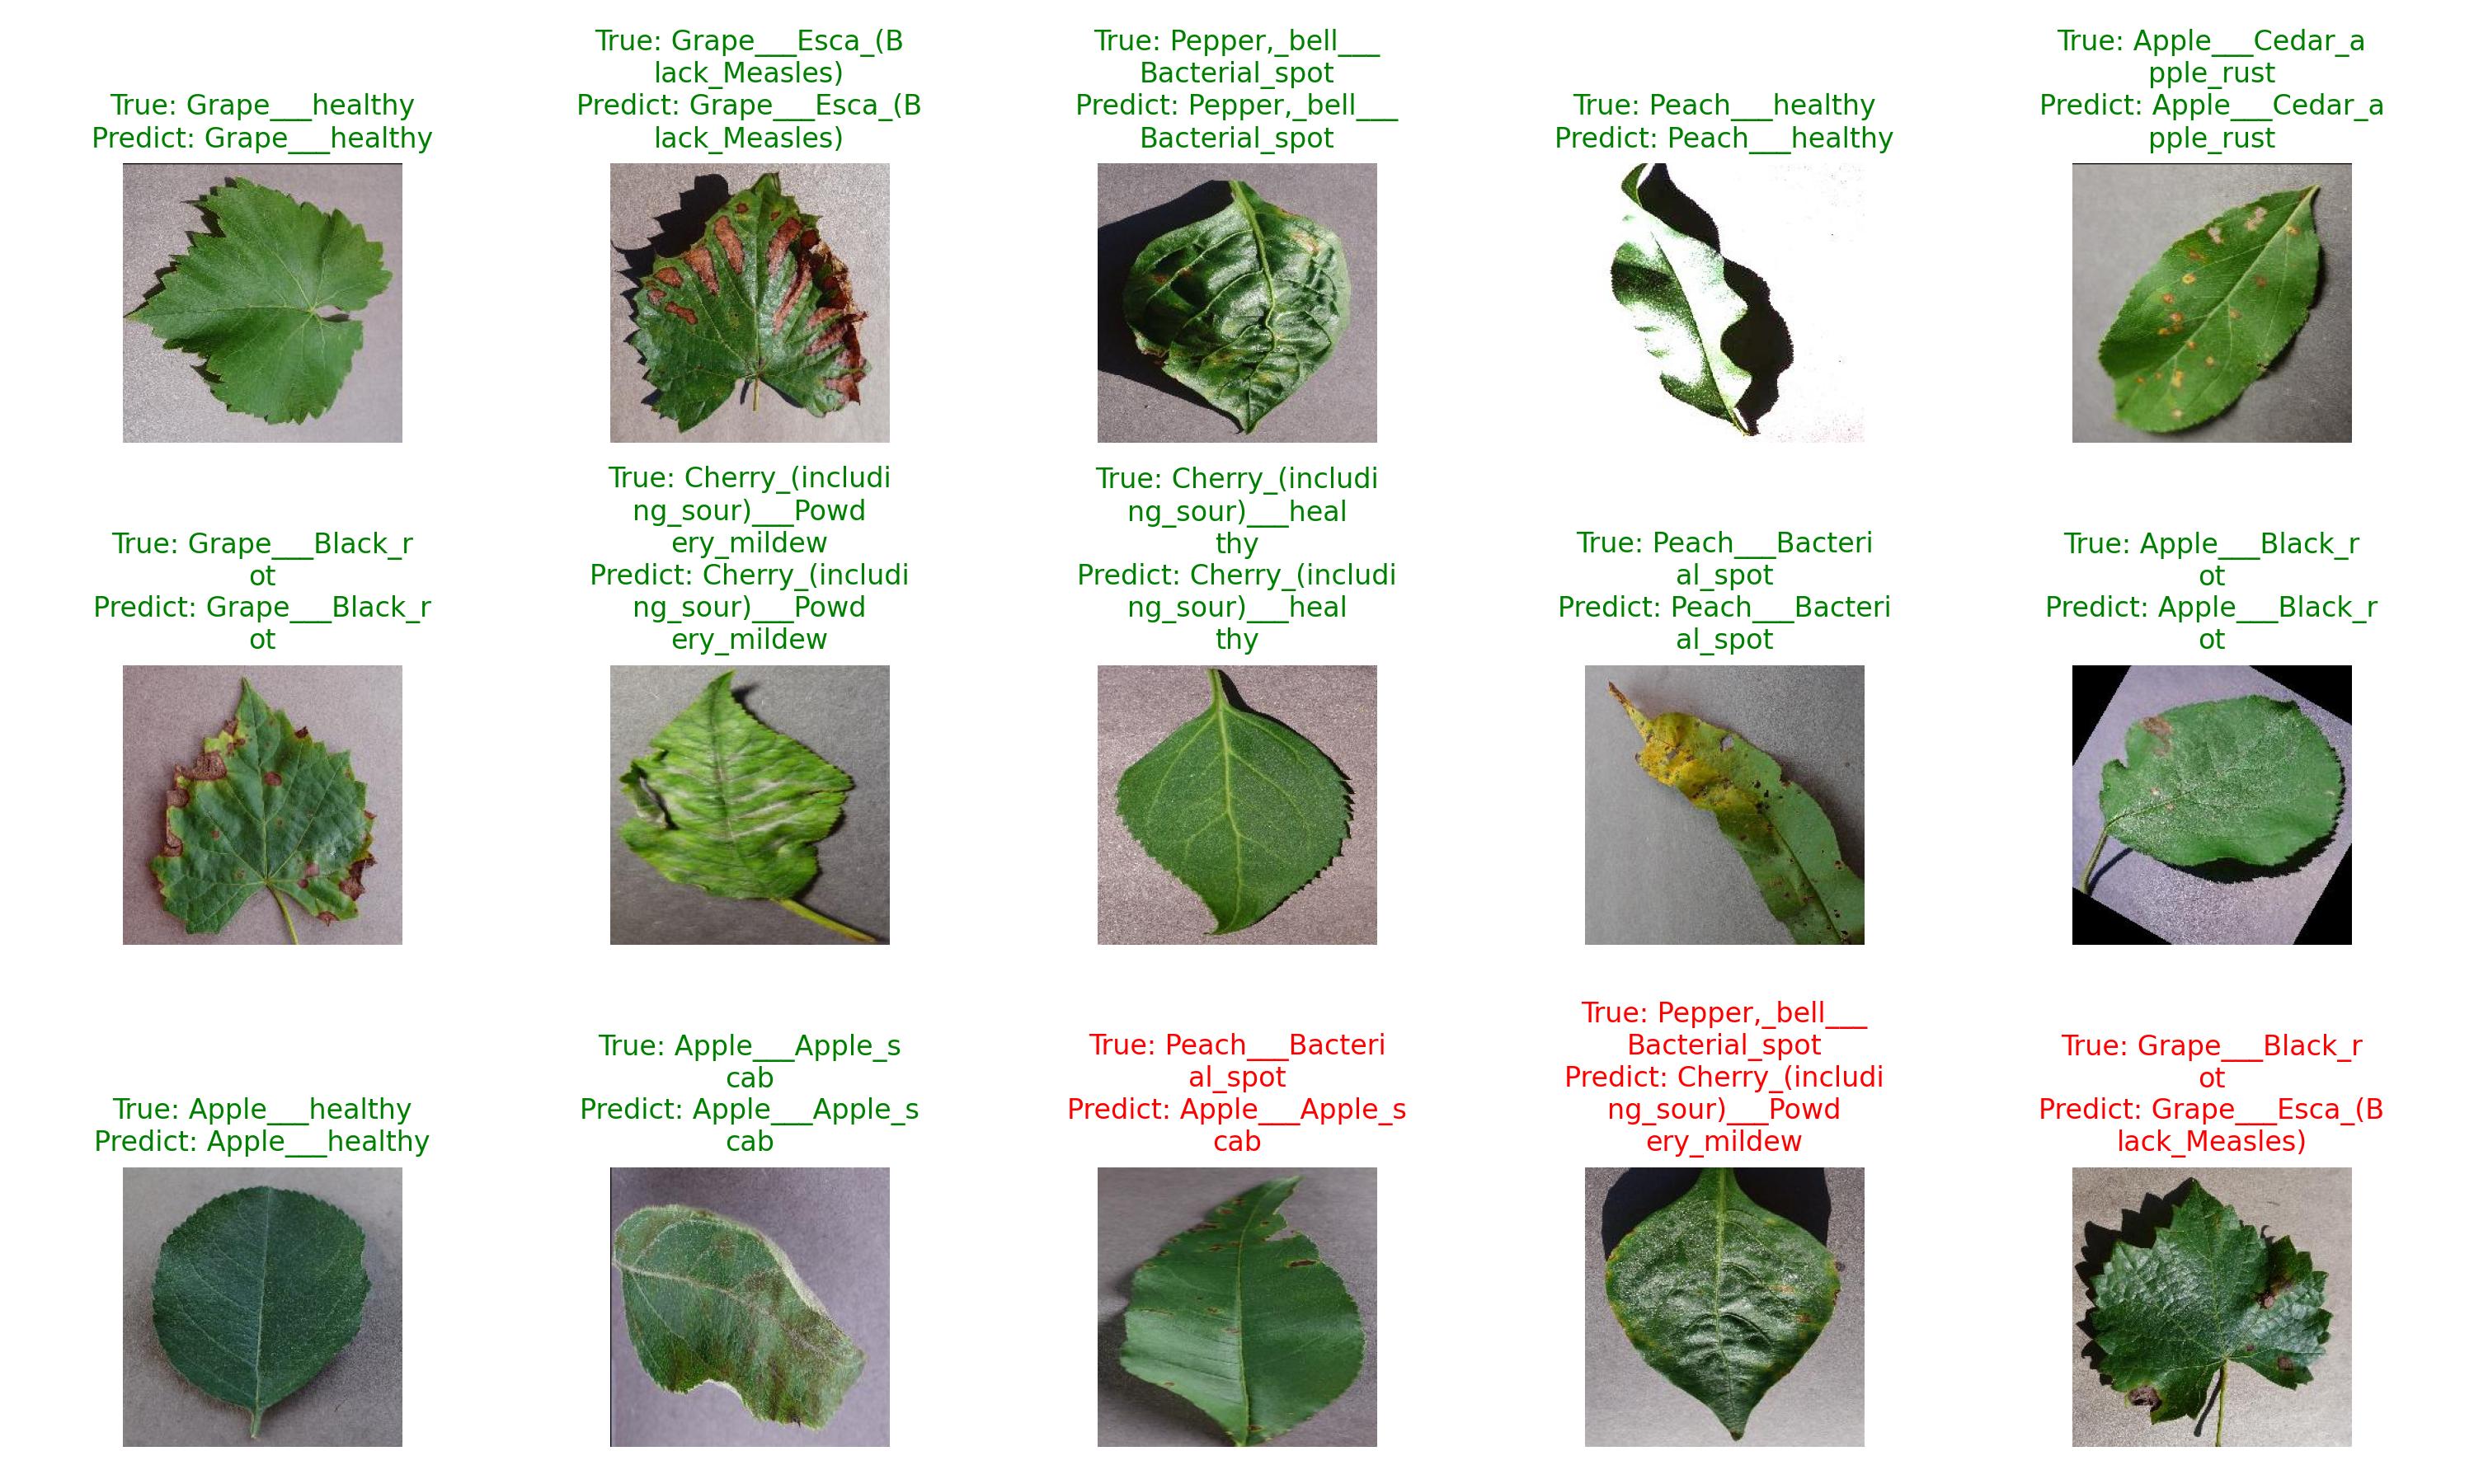 True: Grape___healthy
Predict: Grape___healthy
True: Grape___Esca_(B
lack_Measles)
Predict: Grape___Esca_(B
lack_Measles)
True: Pepper,_bell___
Bacterial_spot
Predict: Pepper,_bell___
Bacterial_spot
True: Peach___healthy
Predict: Peach___healthy
True: Apple___Cedar_a
pple_rust
Predict: Apple___Cedar_a
pple_rust
True: Grape___Black_r
ot
Predict: Grape___Black_r
ot
True: Cherry_(includi
ng_sour)___Powd
ery_mildew
Predict: Cherry_(includi
ng_sour)___Powd
ery_mildew
True: Cherry_(includi
ng_sour)___heal
thy
Predict: Cherry_(includi
ng_sour)___heal
thy
True: Peach___Bacteri
al_spot
Predict: Peach___Bacteri
al_spot
True: Apple___Black_r
ot
Predict: Apple___Black_r
ot
True: Apple___healthy
Predict: Apple___healthy
True: Apple___Apple_s
cab
Predict: Apple___Apple_s
cab
True: Peach___Bacteri
al_spot
Predict: Apple___Apple_s
cab
True: Pepper,_bell___
Bacterial_spot
Predict: Cherry_(includi
ng_sour)___Powd
ery_mildew
True: Grape___Black_r
ot
Predict: Grape___Esca_(B
lack_Measles)